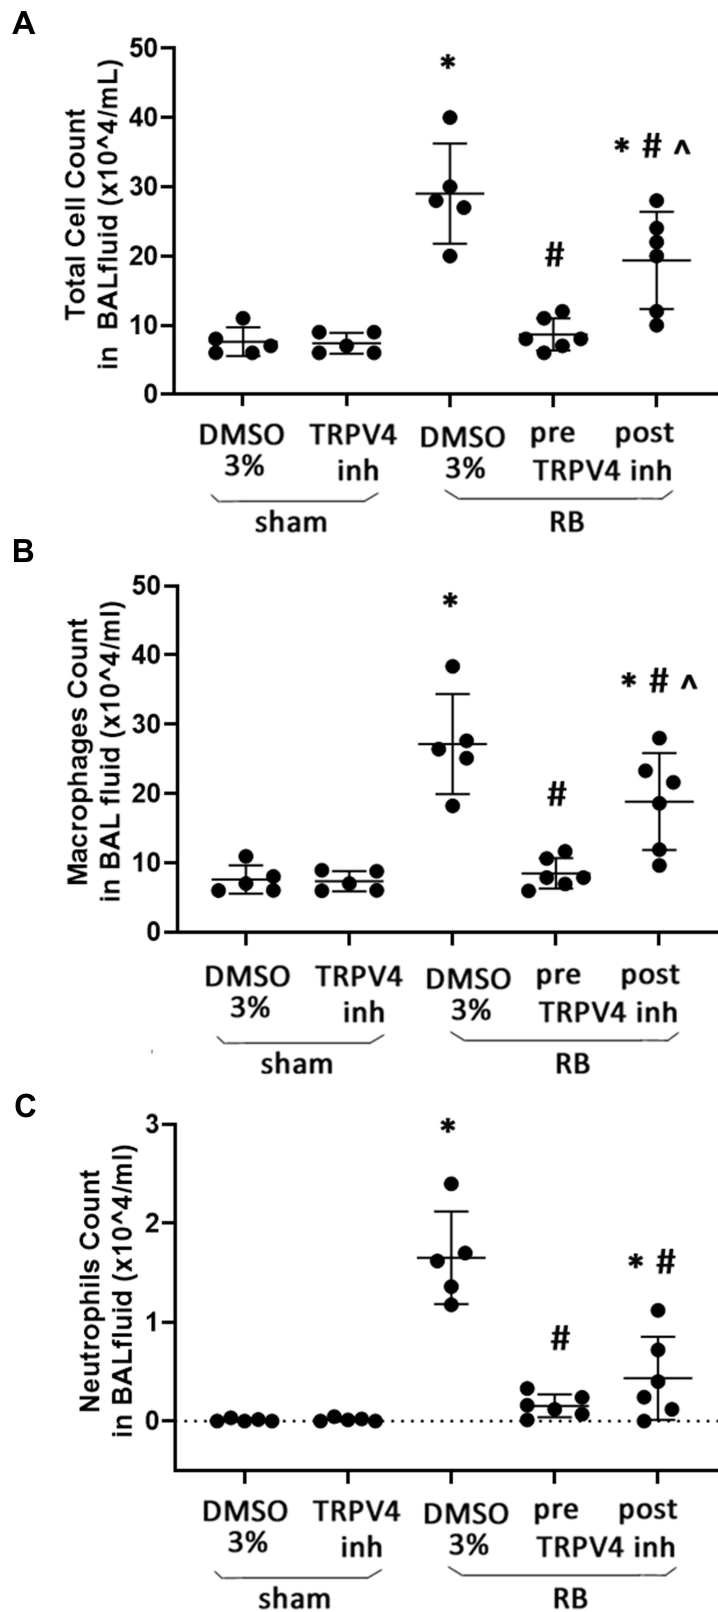 A
Total Cell Count
in BALfluid (x10^4/mL)
50
40
30
20
10
0
*
#
* # ^
DMSO 3%
TRPV4 inh
DMSO 3%
pre post
TRPV4 inh
sham
RB
B
Macrophages Count
in BAL fluid (x10^4/ml)
50
40
30
20
10
0
*
#
* # ^
DMSO 3%
TRPV4 inh
DMSO 3%
pre post
TRPV4 inh
sham
RB
C
Neutrophils Count
in BALfluid (x10^4/ml)
3
2
1
0
*
#
* #
DMSO 3%
TRPV4 inh
DMSO 3%
pre post
TRPV4 inh
sham
RB